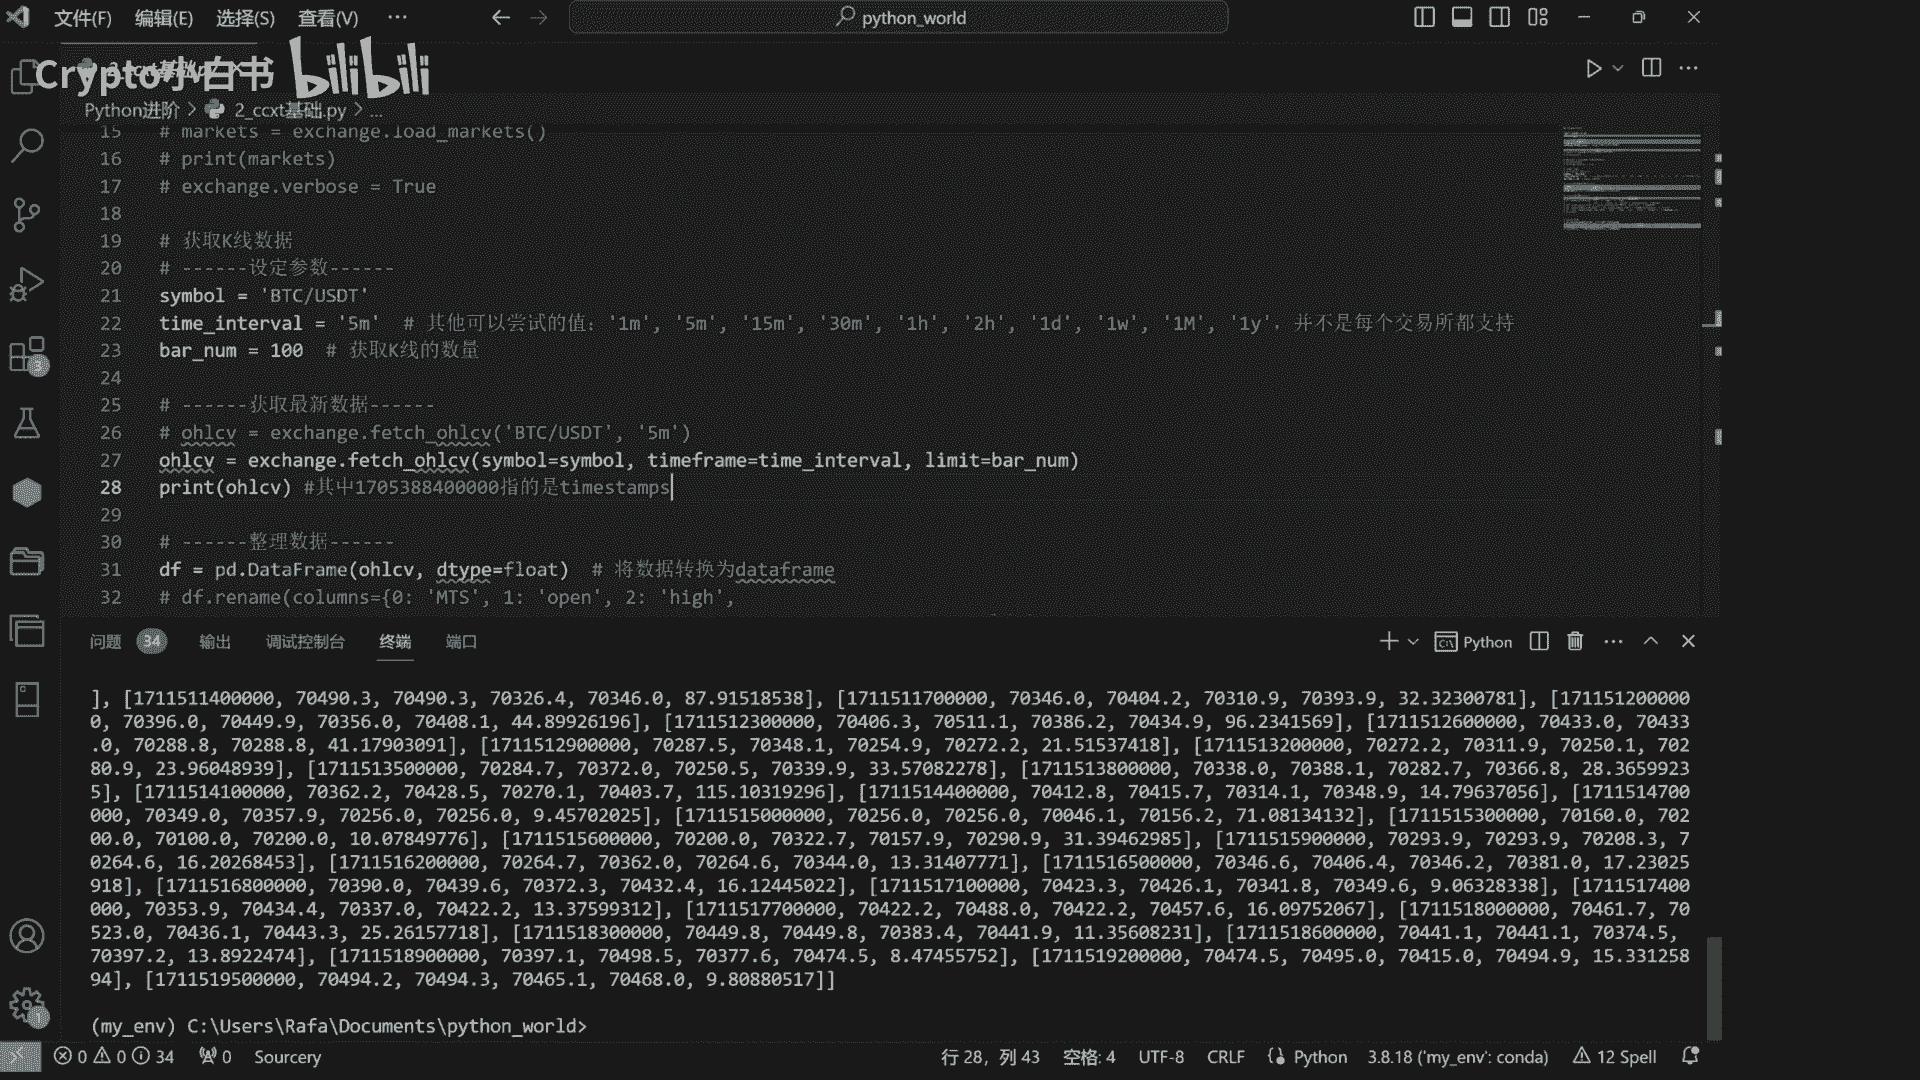 文件(F) 编辑(E) 选择(S) 查看(V) ··· python_world
Crypto小白书 bilibili
Python进阶 > 2_ccxt基础.py > ...
15 # markets = exchange.load_markets()
16 # print(markets)
17 # exchange.verbose = True
18
19 # 获取K线数据
20 # ------设定参数------
21 symbol = 'BTC/USDT'
22 time_interval = '5m' # 其他可以尝试的值：'1m', '5m', '15m', '30m', '1h', '2h', '1d', '1w', '1M', '1y'，并不是每个交易所都支持
23 bar_num = 100 # 获取K线的数量
24
25 # ------获取最新数据------
26 # ohlcv = exchange.fetch_ohlcv('BTC/USDT', '5m')
27 ohlcv = exchange.fetch_ohlcv(symbol=symbol, timeframe=time_interval, limit=bar_num)
28 print(ohlcv) #其中1705388400000指的是timestamps
29
30 # ------整理数据------
31 df = pd.DataFrame(ohlcv, dtype=float) # 将数据转换为dataframe
32 # df.rename(columns={0: 'MTS', 1: 'open', 2: 'high',
问题 34 输出 调试控制台 终端 端口 Python
], [1711511400000, 70490.3, 70490.3, 70326.4, 70346.0, 87.91518538], [1711511700000, 70346.0, 70404.2, 70310.9, 70393.9, 32.32300781], [171151200000
0, 70396.0, 70449.9, 70356.0, 70408.1, 44.89926196], [1711512300000, 70406.3, 70511.1, 70386.2, 70434.9, 96.2341569], [1711512600000, 70433.0, 70433
.0, 70288.8, 70288.8, 41.17903091], [1711512900000, 70287.5, 70348.1, 70254.9, 70272.2, 21.51537418], [1711513200000, 70272.2, 70311.9, 70250.1, 702
80.9, 23.96048939], [1711513500000, 70284.7, 70372.0, 70250.5, 70339.9, 33.57082278], [1711513800000, 70338.0, 70388.1, 70282.7, 70366.8, 28.3659923
5], [1711514100000, 70362.2, 70428.5, 70270.1, 70403.7, 115.10319296], [1711514400000, 70412.8, 70415.7, 70314.1, 70348.9, 14.79637056], [1711514700
000, 70349.0, 70357.9, 70256.0, 70256.0, 9.45702025], [1711515000000, 70256.0, 70256.0, 70046.1, 70156.2, 71.08134132], [1711515300000, 70160.0, 702
00.0, 70100.0, 70200.0, 10.07849776], [1711515600000, 70200.0, 70322.7, 70157.9, 70290.9, 31.39462985], [1711515900000, 70293.9, 70293.9, 70208.3, 7
0264.6, 16.20268453], [1711516200000, 70264.7, 70362.0, 70264.6, 70344.0, 13.31407771], [1711516500000, 70346.6, 70406.4, 70346.2, 70381.0, 17.23025
918], [1711516800000, 70390.0, 70439.6, 70372.3, 70432.4, 16.12445022], [1711517100000, 70423.3, 70426.1, 70341.8, 70349.6, 9.06328338], [1711517400
000, 70353.9, 70434.4, 70337.0, 70422.2, 13.37599312], [1711517700000, 70422.2, 70488.0, 70422.2, 70457.6, 16.09752067], [1711518000000, 70461.7, 70
523.0, 70436.1, 70443.3, 25.26157718], [1711518300000, 70449.8, 70449.8, 70383.4, 70441.9, 11.35608231], [1711518600000, 70441.1, 70441.1, 70374.5,
70397.2, 13.8922474], [1711518900000, 70397.1, 70498.5, 70377.6, 70474.5, 8.47455752], [1711519200000, 70474.5, 70495.0, 70415.0, 70494.9, 15.331258
94], [1711519500000, 70494.2, 70494.3, 70465.1, 70468.0, 9.80880517]]
(my_env) C:\Users\Rafa\Documents\python_world>
0 0 34 0 Sourcery 行 28，列 43 空格: 4 UTF-8 CRLF Python 3.8.18 ('my_env': conda) 12 Spell